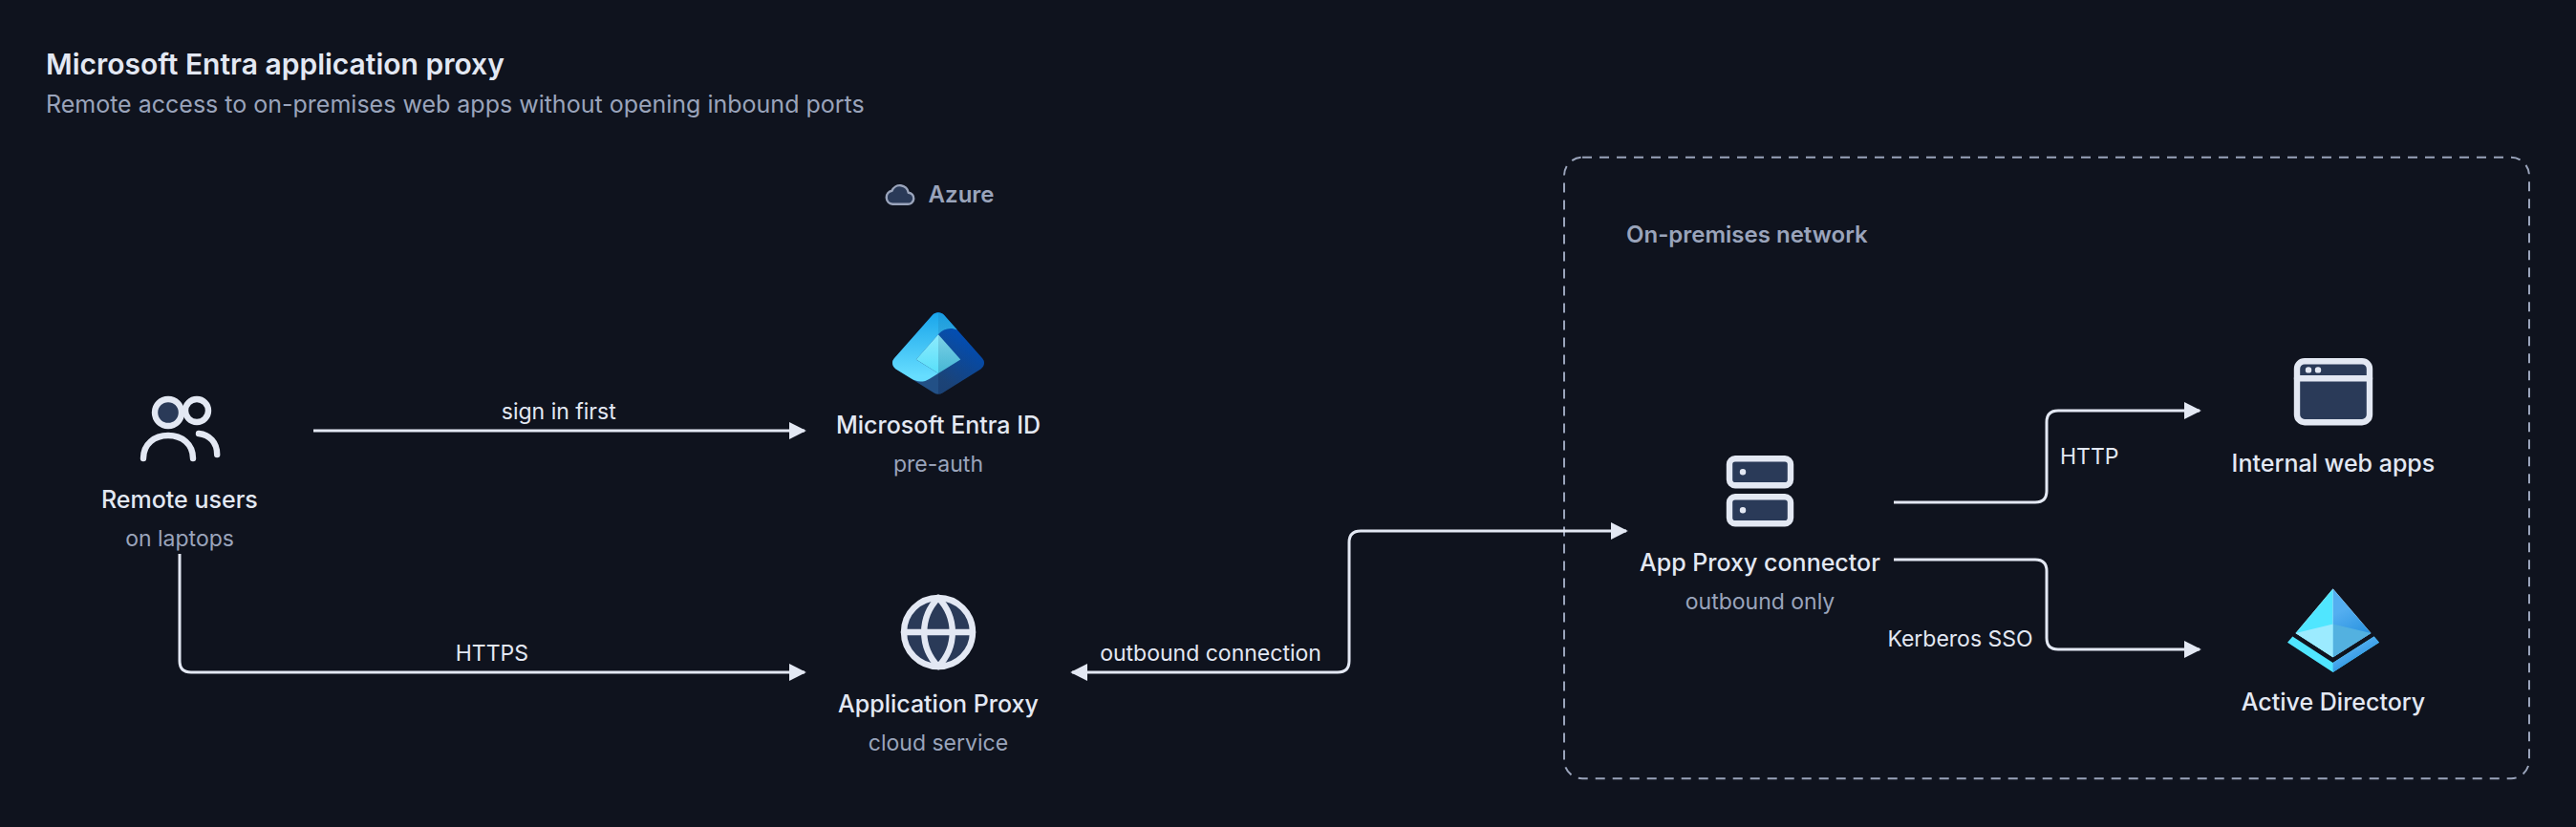 Microsoft Entra application proxy
Remote access to on-premises web apps without opening inbound ports
Azure
On-premises network
sign in first
Microsoft Entra ID
pre-auth
Remote users
on laptops
HTTPS
Application Proxy
cloud service
outbound connection
App Proxy connector
outbound only
HTTP
Internal web apps
Kerberos SSO
Active Directory